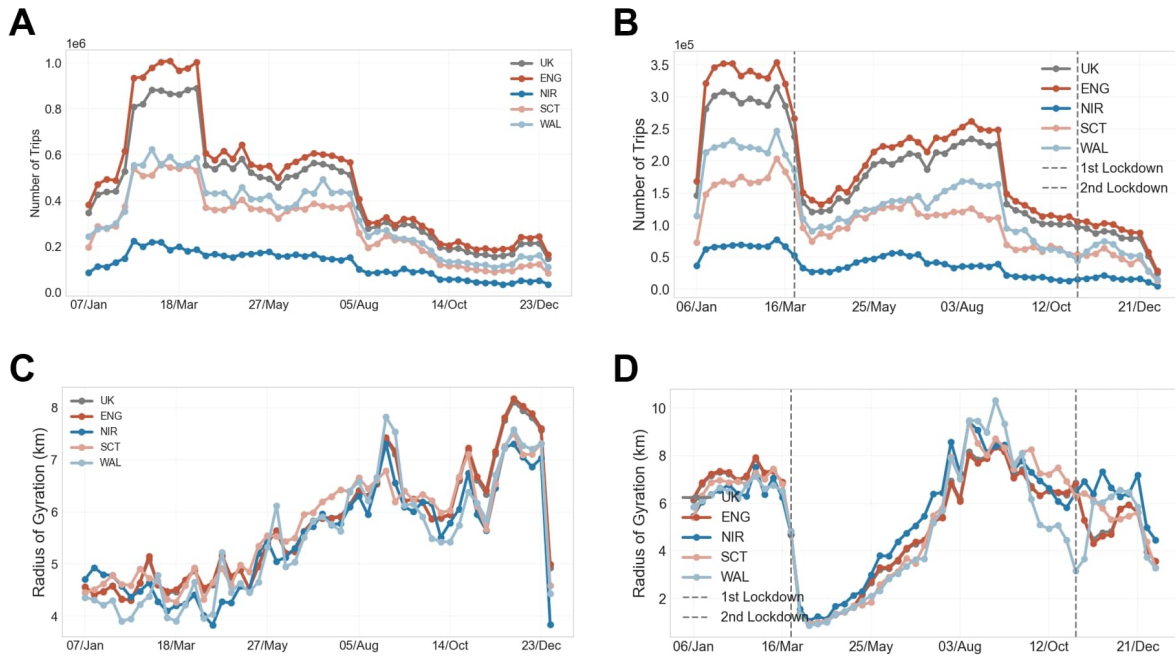 A
1e6
Number of Trips
1.0
0.8
0.6
0.4
0.2
0.0
UK
ENG
NIR
SCT
WAL
07/Jan 18/Mar 27/May 05/Aug 14/Oct 23/Dec
B
1e5
Number of Trips
3.5
3.0
2.5
2.0
1.5
1.0
0.5
0.0
UK
ENG
NIR
SCT
WAL
1st Lockdown
2nd Lockdown
06/Jan 16/Mar 25/May 03/Aug 12/Oct 21/Dec
C
Radius of Gyration (km)
8
7
6
5
4
UK
ENG
NIR
SCT
WAL
07/Jan 18/Mar 27/May 05/Aug 14/Oct 23/Dec
D
Radius of Gyration (km)
10
8
6
4
2
UK
ENG
NIR
SCT
WAL
1st Lockdown
2nd Lockdown
06/Jan 16/Mar 25/May 03/Aug 12/Oct 21/Dec